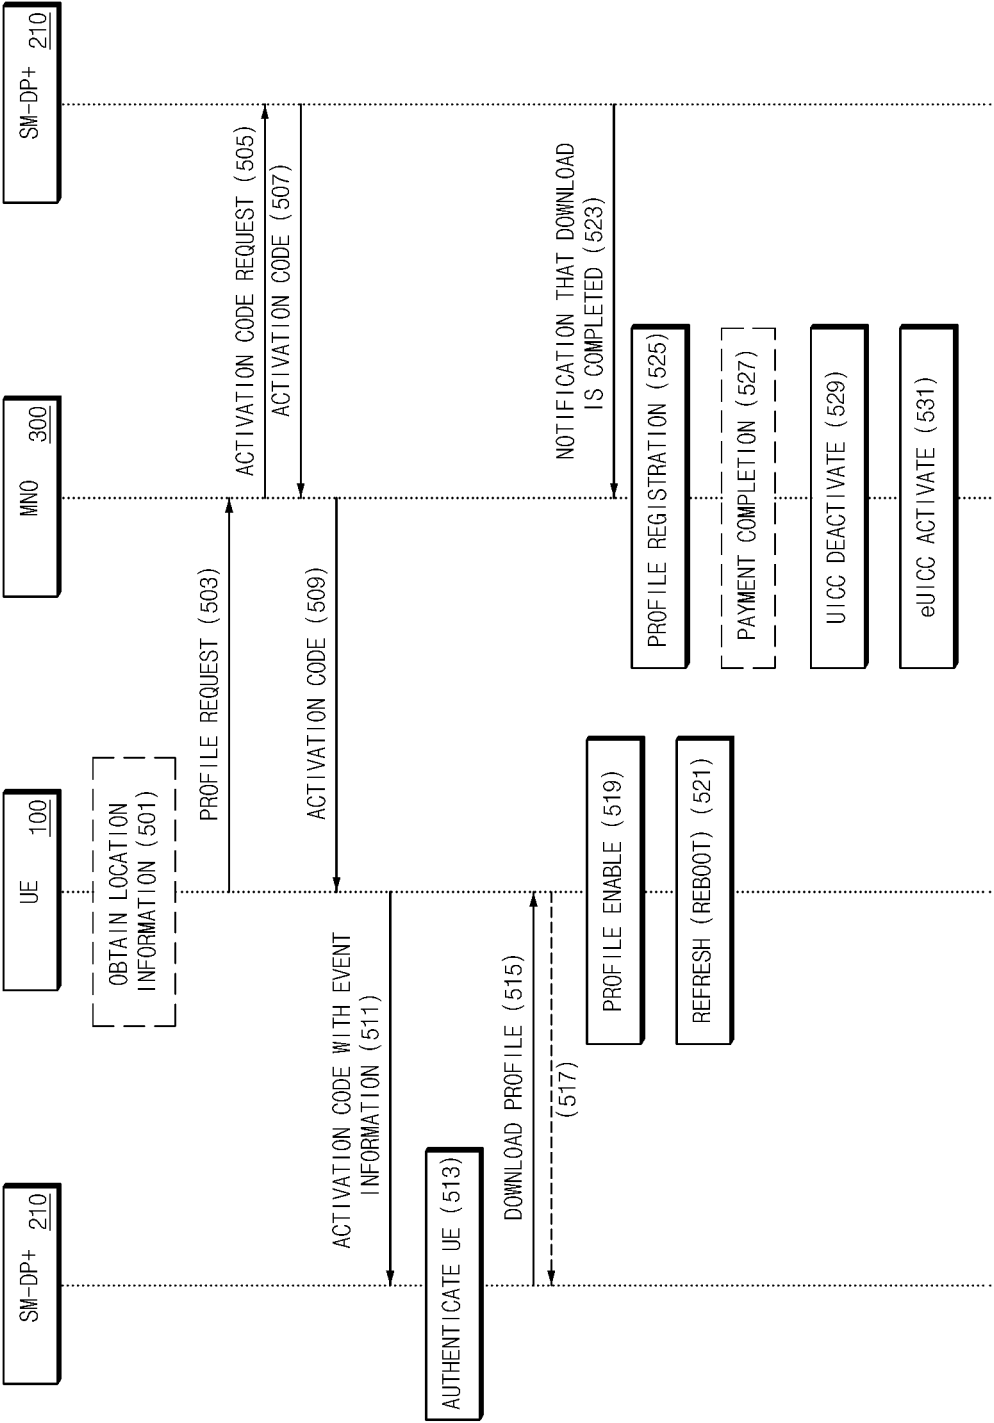 SM-DP+ 210
UE 100
MNO 300
SM-DP+ 210
OBTAIN LOCATION
INFORMATION (501)
PROFILE REQUEST (503)
ACTIVATION CODE REQUEST (505)
ACTIVATION CODE (507)
ACTIVATION CODE (509)
ACTIVATION CODE WITH EVENT
INFORMATION (511)
AUTHENTICATE UE (513)
DOWNLOAD PROFILE (515)
(517)
PROFILE ENABLE (519)
REFRESH (REBOOT) (521)
NOTIFICATION THAT DOWNLOAD
IS COMPLETED (523)
PROFILE REGISTRATION (525)
PAYMENT COMPLETION (527)
UICC DEACTIVATE (529)
eUICC ACTIVATE (531)